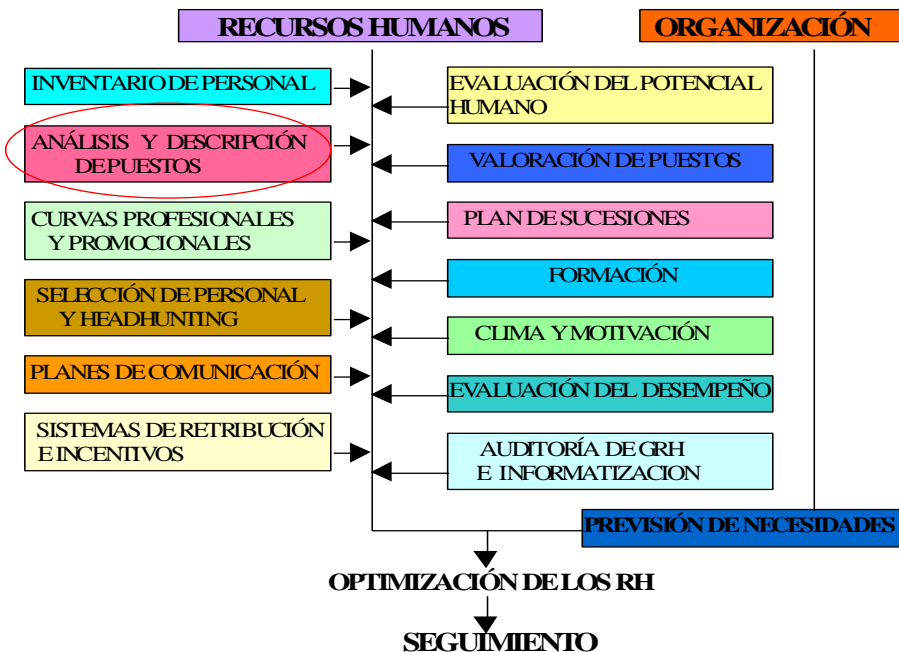 RECURSOS HUMANOS
ORGANIZACIÓN
INVENTARIO DE PERSONAL
EVALUACIÓN DEL POTENCIAL
HUMANO
ANÁLISIS Y DESCRIPCIÓN
DE PUESTOS
VALORACIÓN DE PUESTOS
CURVAS PROFESIONALES
Y PROMOCIONALES
PLAN DE SUCESIONES
FORMACIÓN
SELECCIÓN DE PERSONAL
Y HEADHUNTING
CLIMA Y MOTIVACIÓN
PLANES DE COMUNICACIÓN
EVALUACIÓN DEL DESEMPEÑO
SISTEMAS DE RETRIBUCIÓN
E INCENTIVOS
AUDITORÍA DE GRH
E INFORMATIZACION
PREVISIÓN DE NECESIDADES
OPTIMIZACIÓN DE LOS RH
SEGUIMIENTO